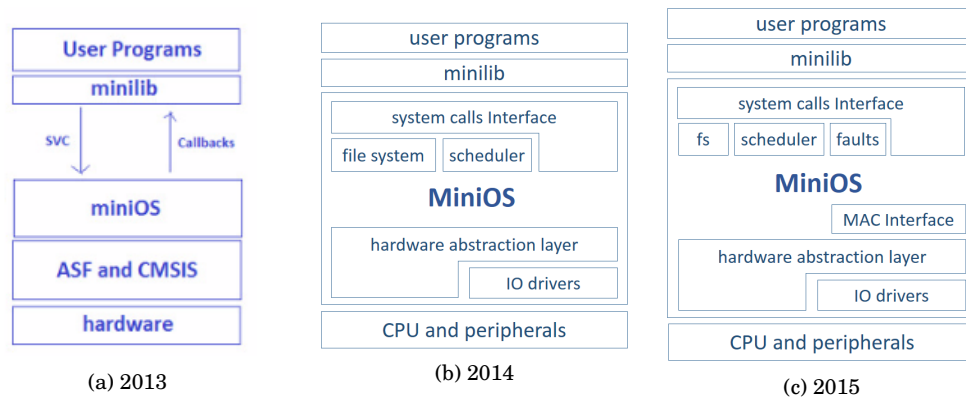 User Programs
minilib
SVC
Callbacks
miniOS
ASF and CMSIS
hardware
(a) 2013
user programs
minilib
system calls Interface
file system
scheduler
MiniOS
hardware abstraction layer
IO drivers
CPU and peripherals
(b) 2014
user programs
minilib
system calls Interface
fs
scheduler
faults
MiniOS
MAC Interface
hardware abstraction layer
IO drivers
CPU and peripherals
(c) 2015